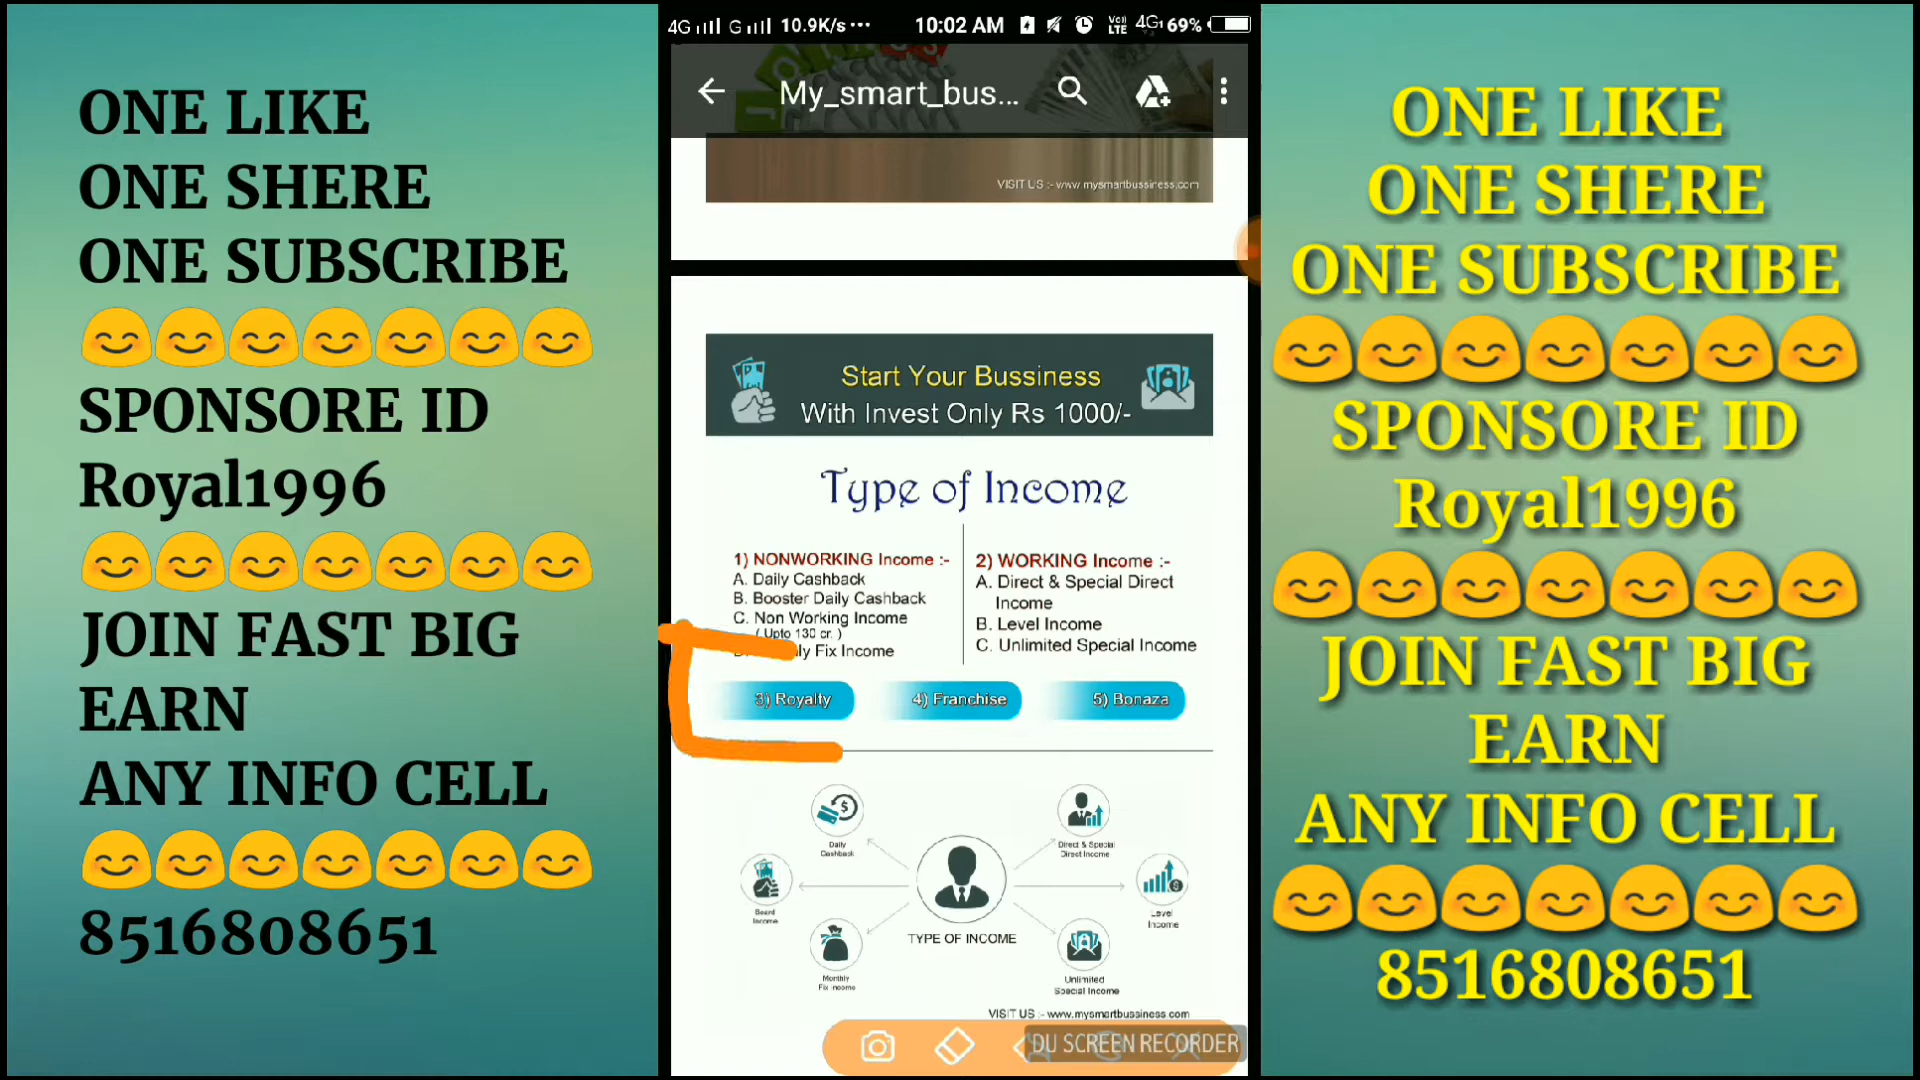 ONE LIKE
ONE SHERE
ONE SUBSCRIBE
SPONSORE ID
Royal1996
JOIN FAST BIG
EARN
ANY INFO CELL
8516808651
4G G 10.9K/s ... 10:02 AM VoLTE 4G 69%
My_smart_bus...
VISIT US :- www.mysmartbussiness.com
Start Your Bussiness
With Invest Only Rs 1000/-
Type of Income
1) NONWORKING Income :-
A. Daily Cashback
B. Booster Daily Cashback
C. Non Working Income
( Upto 130 cr. )
Fix Income
2) WORKING Income :-
A. Direct & Special Direct
Income
B. Level Income
C. Unlimited Special Income
3) Royalty 4) Franchise 5) Bonaza
Daily
Cashback
Direct & Special
Direct Income
Board
Income
Level
Income
TYPE OF INCOME
Monthly
Fix Income
Unlimited
Special Income
VISIT US :- www.mysmartbussiness.com
DU SCREEN RECORDER
ONE LIKE
ONE SHERE
ONE SUBSCRIBE
SPONSORE ID
Royal1996
JOIN FAST BIG
EARN
ANY INFO CELL
8516808651